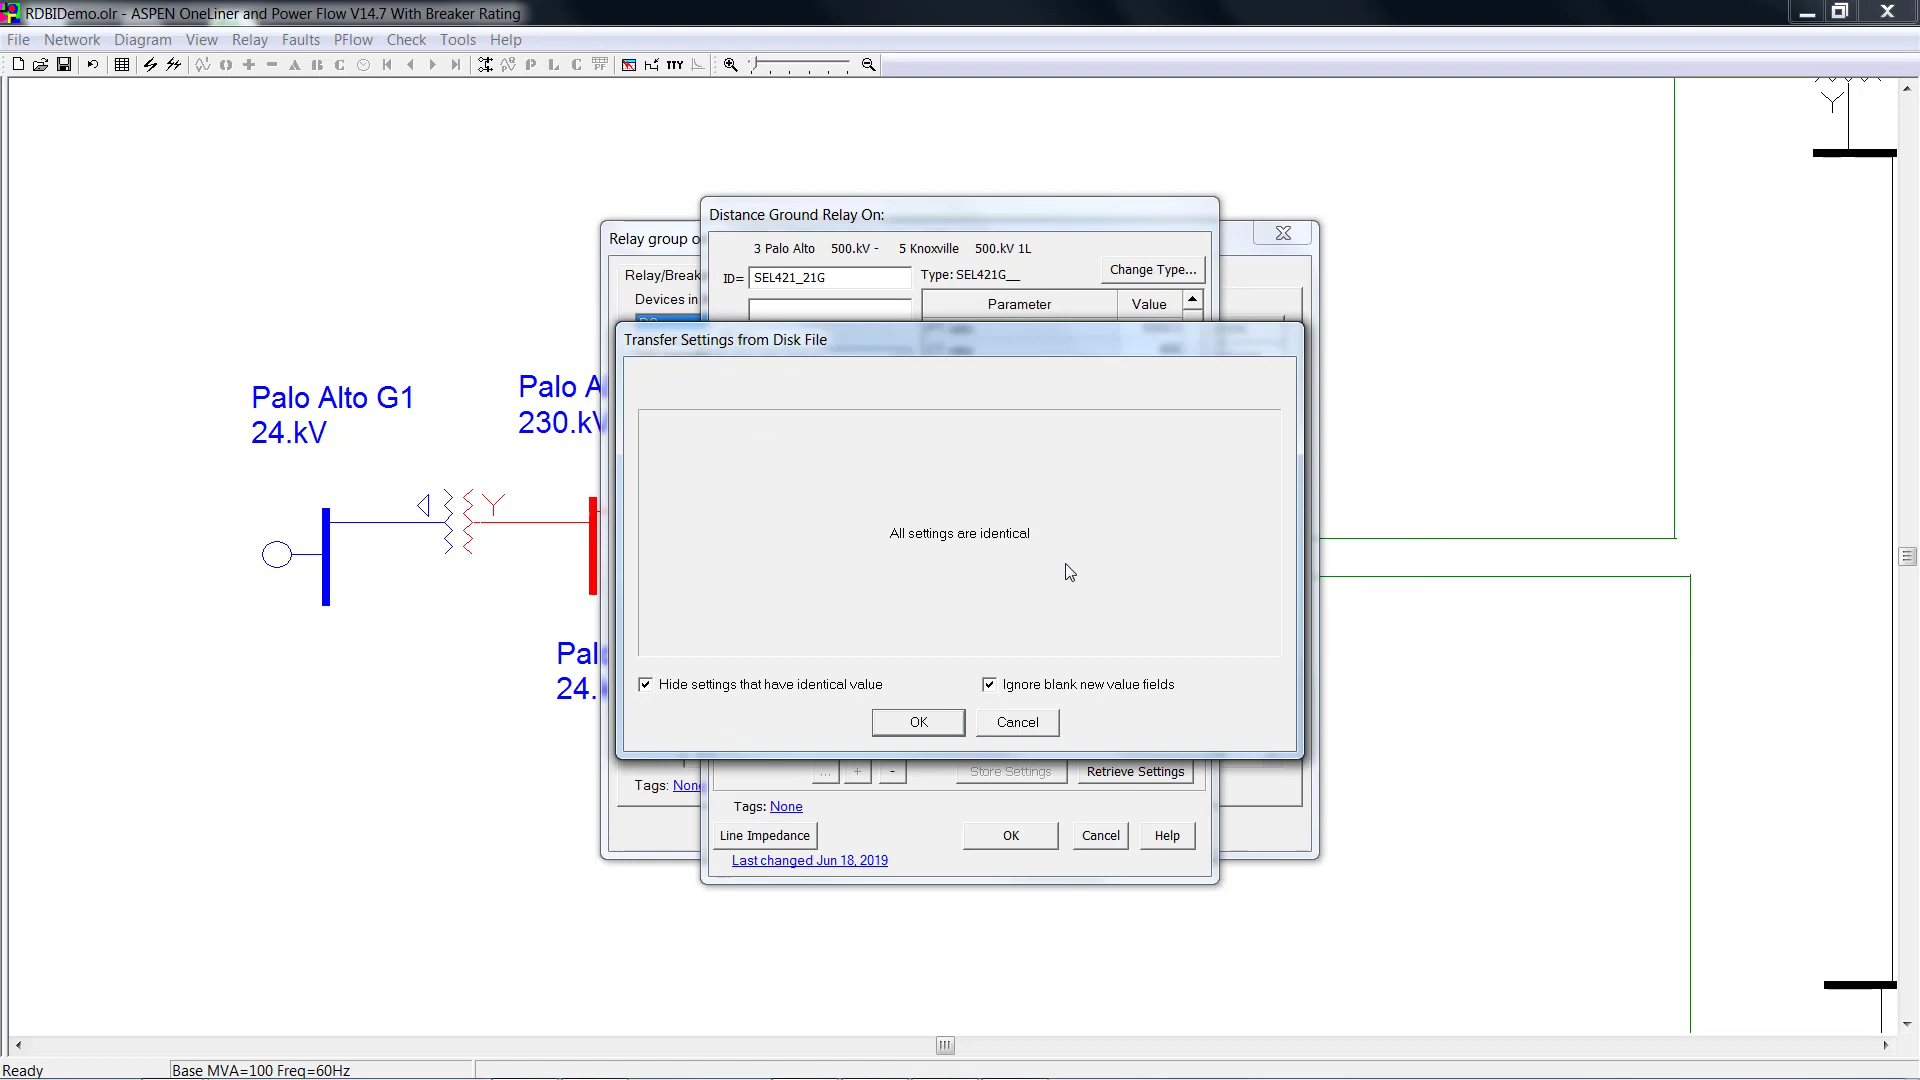 RDBIDemo.olr - ASPEN OneLiner and Power Flow V14.7 With Breaker Rating
File Network Diagram View Relay Faults PFlow Check Tools Help
TTY
Distance Ground Relay On:
Relay group o
3 Palo Alto 500.kV - 5 Knoxville 500.kV 1L
Relay/Break
ID= SEL421_21G Type: SEL421G__ Change Type...
Devices in
Parameter Value
Transfer Settings from Disk File
Palo Alto G1
24.kV
Palo A
230.kV
All settings are identical
Pal
24.
Hide settings that have identical value Ignore blank new value fields
OK Cancel
... + - Store Settings Retrieve Settings
Tags: None
Tags: None
Line Impedance OK Cancel Help
Last changed Jun 18, 2019
Ready Base MVA=100 Freq=60Hz